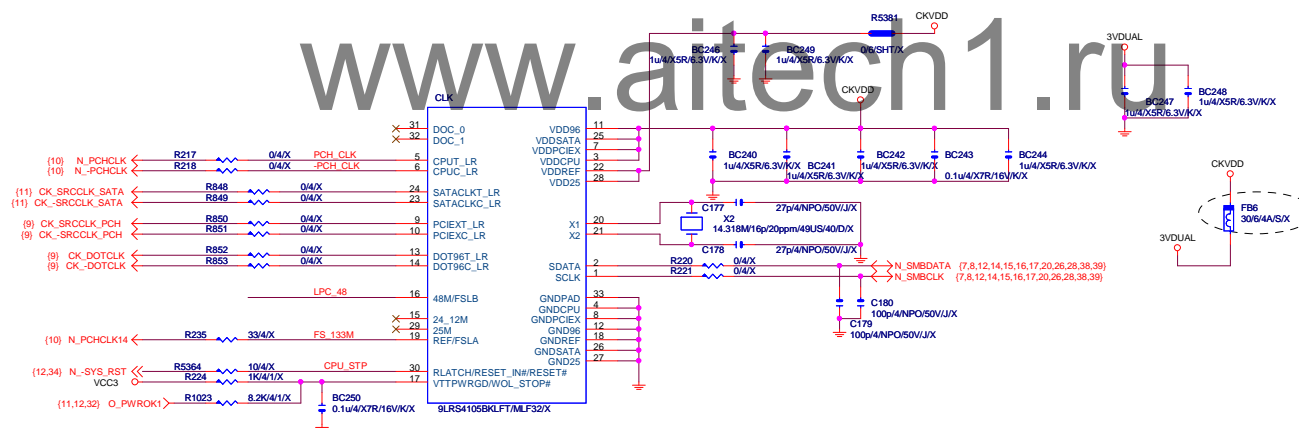 www.aitech1.ru
R5381
CKVDD
0/6/SHT/X
BC246
1u/4/X5R/6.3V/K/X
BC249
1u/4/X5R/6.3V/K/X
3VDUAL
BC247
1u/4/X5R/6.3V/K/X
BC248
1u/4/X5R/6.3V/K/X
CKVDD
CLK
31 DOC_0
32 DOC_1
VDD96 11
VDDSATA 25
VDDPCIEX 7
VDDCPU 3
VDDREF 22
VDD25 28
{10} N_PCHCLK R217 0/4/X PCH_CLK 5 CPUT_LR
{10} N_-PCHCLK R218 0/4/X -PCH_CLK 6 CPUC_LR
{11} CK_SRCCLK_SATA R848 0/4/X 24 SATACLKT_LR
{11} CK_-SRCCLK_SATA R849 0/4/X 23 SATACLKC_LR
{9} CK_SRCCLK_PCH R850 0/4/X 9 PCIEXT_LR
{9} CK_-SRCCLK_PCH R851 0/4/X 10 PCIEXC_LR
{9} CK_DOTCLK R852 0/4/X 13 DOT96T_LR
{9} CK_-DOTCLK R853 0/4/X 14 DOT96C_LR
BC240
1u/4/X5R/6.3V/K/X
BC241
1u/4/X5R/6.3V/K/X
BC242
1u/4/X5R/6.3V/K/X
BC243
0.1u/4/X7R/16V/K/X
BC244
1u/4/X5R/6.3V/K/X
CKVDD
FB6
30/6/4A/S/X
3VDUAL
X1 20
X2 21
C177
27p/4/NPO/50V/J/X
X2
14.318M/16p/20ppm/49US/40/D/X
C178
27p/4/NPO/50V/J/X
SDATA 2 R220 0/4/X N_SMBDATA {7,8,12,14,15,16,17,20,26,28,38,39}
SCLK 1 R221 0/4/X N_SMBCLK {7,8,12,14,15,16,17,20,26,28,38,39}
C180
100p/4/NPO/50V/J/X
C179
100p/4/NPO/50V/J/X
LPC_48 16 48M/FSLB
15 24_12M
29 25M
{10} N_PCHCLK14 R235 33/4/X FS_133M 19 REF/FSLA
GNDPAD 33
GNDCPU 4
GNDPCIEX 8
GND96 12
GNDREF 18
GNDSATA 26
GND25 27
{12,34} N_-SYS_RST R5364 10/4/X CPU_STP 30 RLATCH/RESET_IN#/RESET#
VCC3 R224 1K/4/1/X 17 VTTPWRGD/WOL_STOP#
{11,12,32} O_PWROK1 R1023 8.2K/4/1/X
BC250
0.1u/4/X7R/16V/K/X
9LRS4105BKLFT/MLF32/X